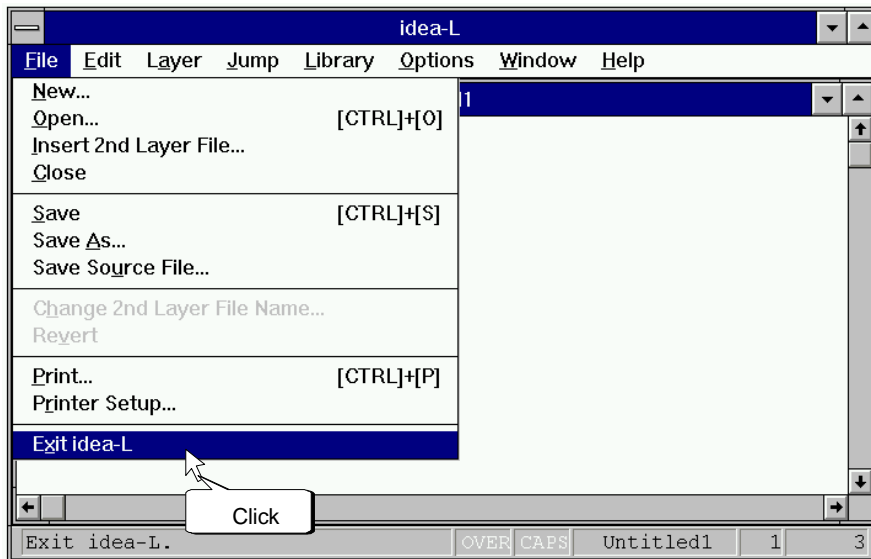 idea-L
File Edit Layer Jump Library Options Window Help
New...
Open... [CTRL]+[O]
Insert 2nd Layer File...
Close
Save [CTRL]+[S]
Save As...
Save Source File...
Change 2nd Layer File Name...
Revert
Print... [CTRL]+[P]
Printer Setup...
Exit idea-L
Click
Exit idea-L. OVER CAPS Untitled1 1 3